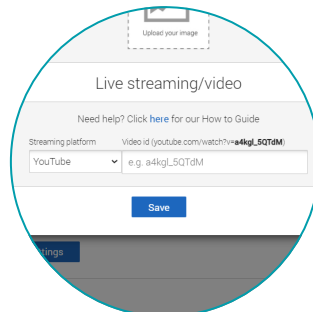 Upload your image
Live streaming/video
Need help? Click here for our How to Guide
Streaming platform Video id (youtube.com/watch?v=a4kgl_5QTdM)
YouTube e.g. a4kgl_5QTdM
Save
tings